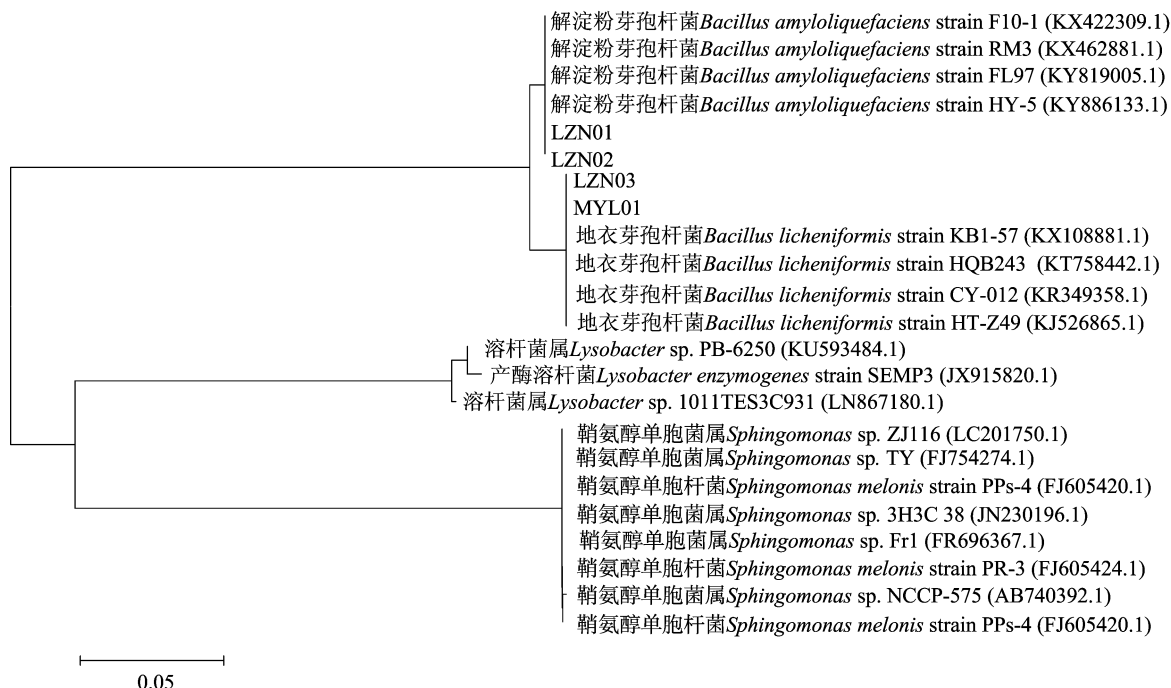 解淀粉芽孢杆菌Bacillus amyloliquefaciens strain F10-1 (KX422309.1)
解淀粉芽孢杆菌Bacillus amyloliquefaciens strain RM3 (KX462881.1)
解淀粉芽孢杆菌Bacillus amyloliquefaciens strain FL97 (KY819005.1)
解淀粉芽孢杆菌Bacillus amyloliquefaciens strain HY-5 (KY886133.1)
LZN01
LZN02
LZN03
MYL01
地衣芽孢杆菌Bacillus licheniformis strain KB1-57 (KX108881.1)
地衣芽孢杆菌Bacillus licheniformis strain HQB243 (KT758442.1)
地衣芽孢杆菌Bacillus licheniformis strain CY-012 (KR349358.1)
地衣芽孢杆菌Bacillus licheniformis strain HT-Z49 (KJ526865.1)
溶杆菌属Lysobacter sp. PB-6250 (KU593484.1)
产酶溶杆菌Lysobacter enzymogenes strain SEMP3 (JX915820.1)
溶杆菌属Lysobacter sp. 1011TES3C931 (LN867180.1)
鞘氨醇单胞菌属Sphingomonas sp. ZJ116 (LC201750.1)
鞘氨醇单胞菌属Sphingomonas sp. TY (FJ754274.1)
鞘氨醇单胞杆菌Sphingomonas melonis strain PPs-4 (FJ605420.1)
鞘氨醇单胞菌属Sphingomonas sp. 3H3C 38 (JN230196.1)
鞘氨醇单胞菌属Sphingomonas sp. Fr1 (FR696367.1)
鞘氨醇单胞杆菌Sphingomonas melonis strain PR-3 (FJ605424.1)
鞘氨醇单胞菌属Sphingomonas sp. NCCP-575 (AB740392.1)
鞘氨醇单胞杆菌Sphingomonas melonis strain PPs-4 (FJ605420.1)
0.05